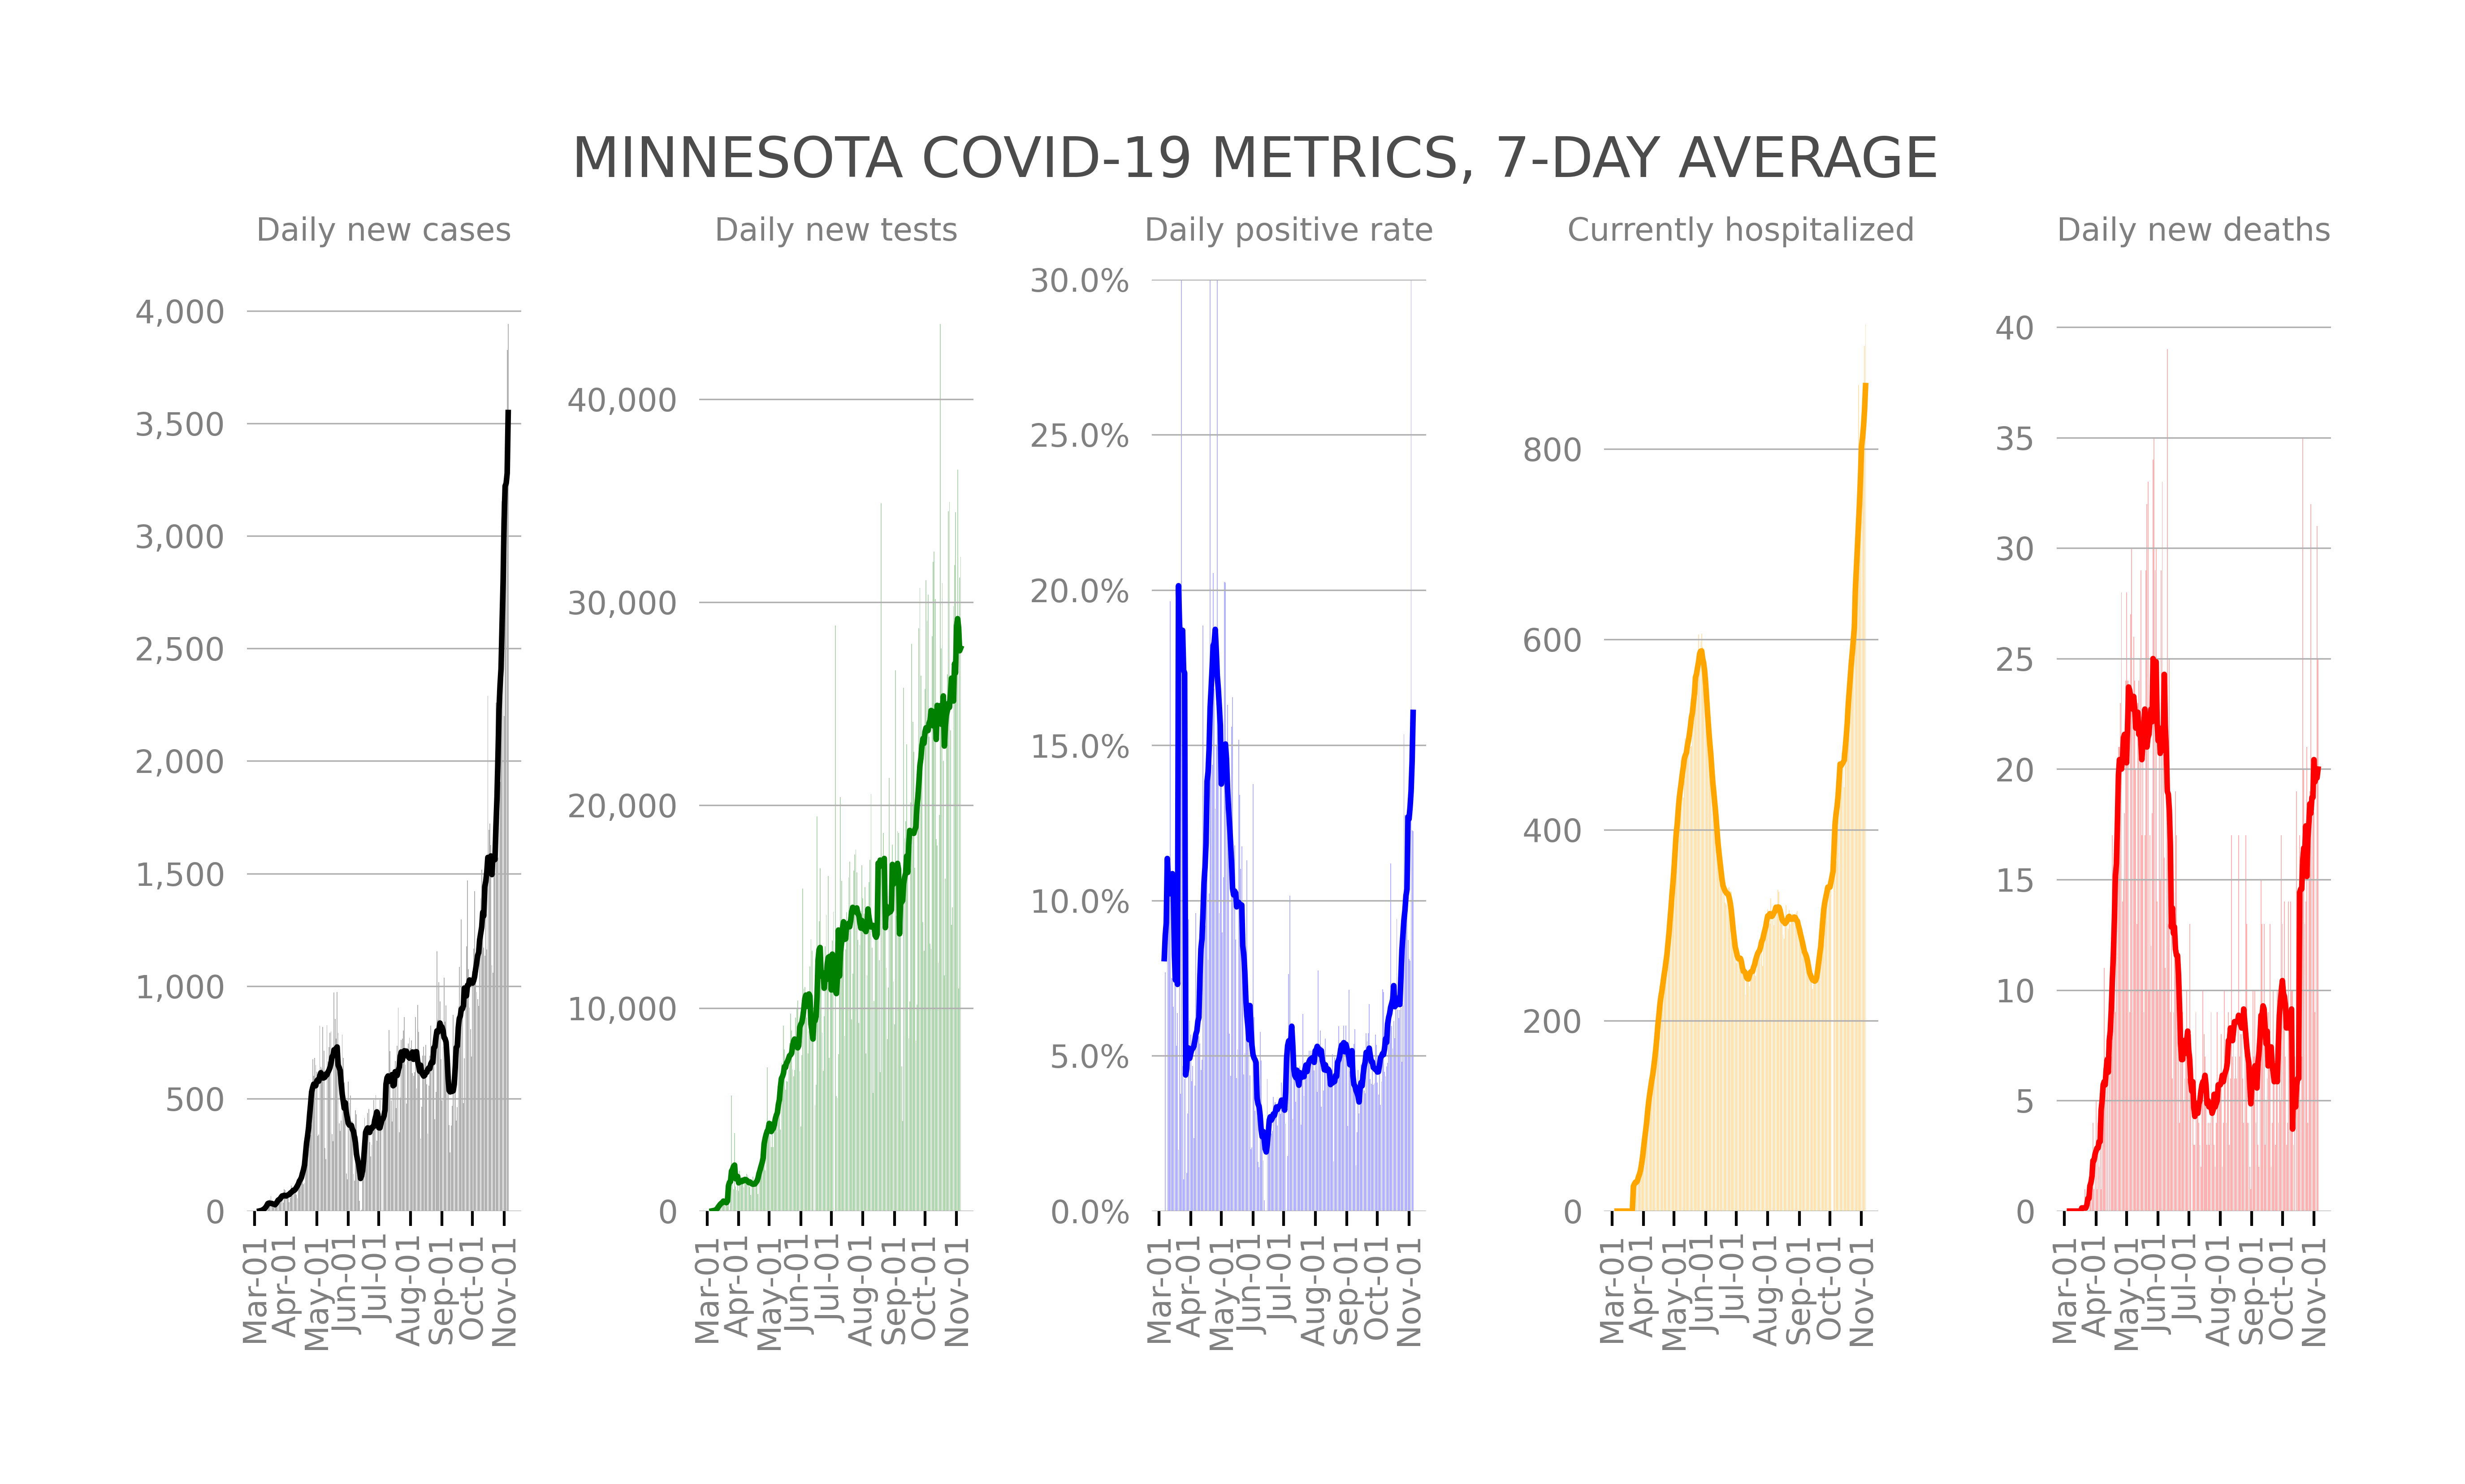 MINNESOTA COVID-19 METRICS, 7-DAY AVERAGE
Daily new cases
4,000
3,500
3,000
2,500
2,000
1,500
1,000
500
0
Mar-01
Apr-01
May-01
Jun-01
Jul-01
Aug-01
Sep-01
Oct-01
Nov-01
Daily new tests
40,000
30,000
20,000
10,000
0
Mar-01
Apr-01
May-01
Jun-01
Jul-01
Aug-01
Sep-01
Oct-01
Nov-01
Daily positive rate
30.0%
25.0%
20.0%
15.0%
10.0%
5.0%
0.0%
Mar-01
Apr-01
May-01
Jun-01
Jul-01
Aug-01
Sep-01
Oct-01
Nov-01
Currently hospitalized
800
600
400
200
0
Mar-01
Apr-01
May-01
Jun-01
Jul-01
Aug-01
Sep-01
Oct-01
Nov-01
Daily new deaths
40
35
30
25
20
15
10
5
0
Mar-01
Apr-01
May-01
Jun-01
Jul-01
Aug-01
Sep-01
Oct-01
Nov-01